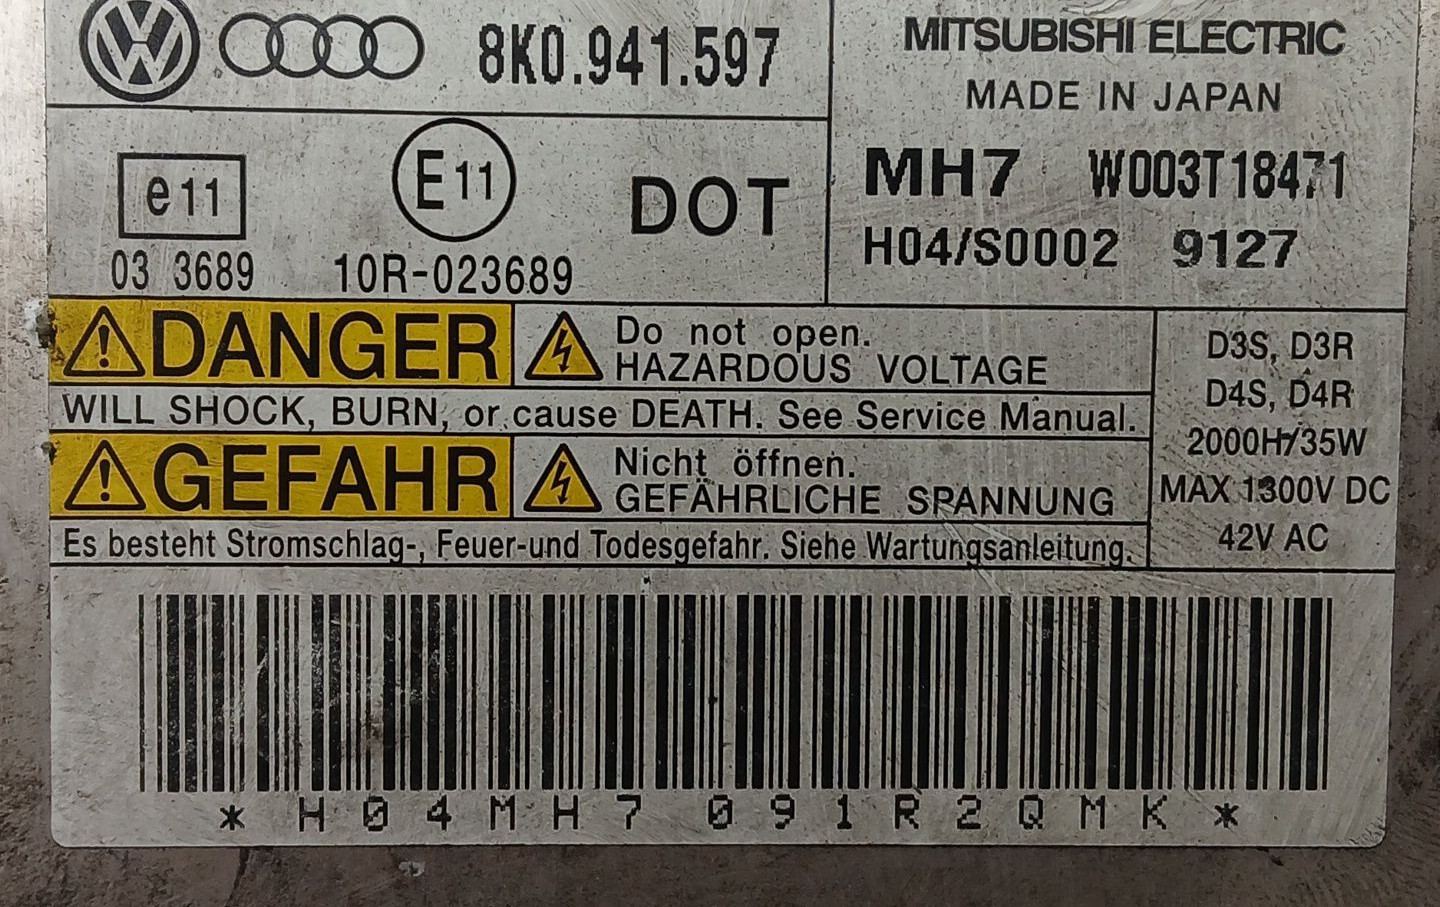 8K0.941.597
MITSUBISHI ELECTRIC
MADE IN JAPAN
e11
E11
DOT
03 3689
10R-023689
MH7 W003T18471
H04/S0002 9127
DANGER
Do not open.
HAZARDOUS VOLTAGE
WILL SHOCK, BURN, or cause DEATH. See Service Manual.
GEFAHR
Nicht öffnen.
GEFÄHRLICHE SPANNUNG
Es besteht Stromschlag-, Feuer-und Todesgefahr. Siehe Wartungsanleitung.
D3S, D3R
D4S, D4R
2000H/35W
MAX 1300V DC
42V AC
*H04MH7091R2QMK*